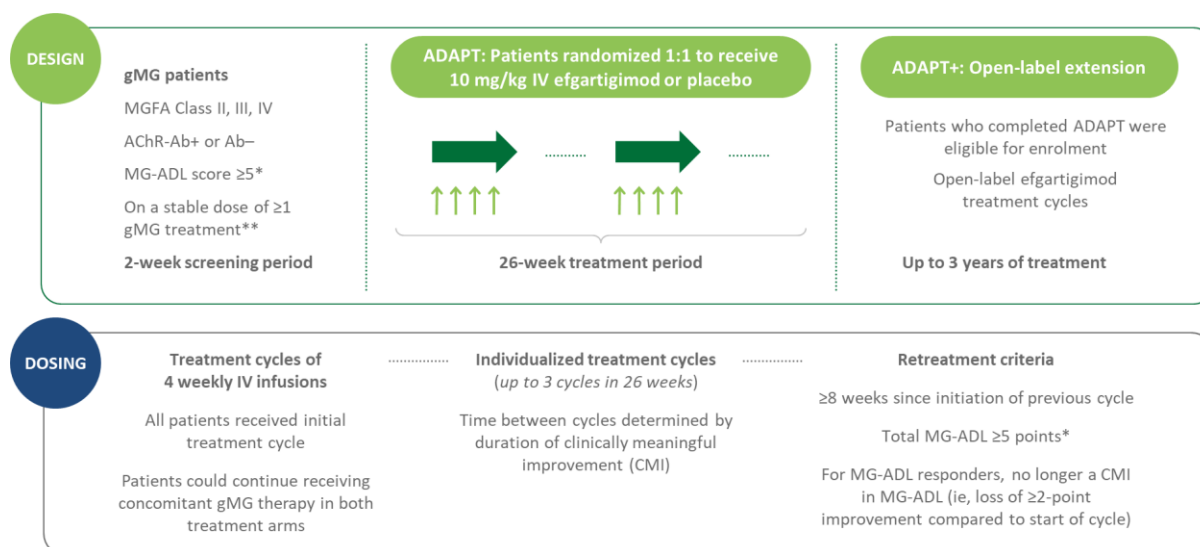 DESIGN
gMG patients
MGFA Class II, III, IV
AChR-Ab+ or Ab–
MG-ADL score ≥5*
On a stable dose of ≥1
gMG treatment**
2-week screening period
ADAPT: Patients randomized 1:1 to receive
10 mg/kg IV efgartigimod or placebo
26-week treatment period
ADAPT+: Open-label extension
Patients who completed ADAPT were
eligible for enrolment
Open-label efgartigimod
treatment cycles
Up to 3 years of treatment
DOSING
Treatment cycles of
4 weekly IV infusions
All patients received initial
treatment cycle
Patients could continue receiving
concomitant gMG therapy in both
treatment arms
Individualized treatment cycles
(up to 3 cycles in 26 weeks)
Time between cycles determined by
duration of clinically meaningful
improvement (CMI)
Retreatment criteria
≥8 weeks since initiation of previous cycle
Total MG-ADL ≥5 points*
For MG-ADL responders, no longer a CMI
in MG-ADL (ie, loss of ≥2-point
improvement compared to start of cycle)